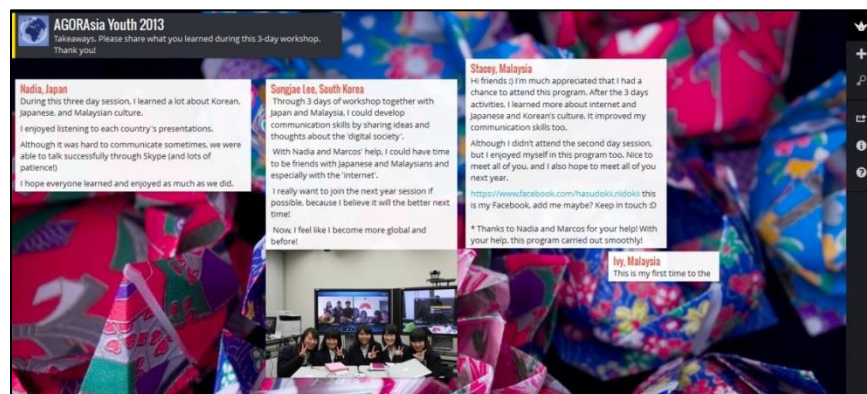 AGORAsia Youth 2013
Takeaways. Please share what you learned during this 3-day workshop.
Thank you!
Nadia, Japan
During this three day session, I learned a lot about Korean,
Japanese, and Malaysian culture.
I enjoyed listening to each country's presentations.
Although it was hard to communicate sometimes, we were
able to talk successfully through Skype (and lots of
patience!)
I hope everyone learned and enjoyed as much as we did.
Sungjae Lee, South Korea
Through 3 days of workshop together with
Japan and Malaysia, I could develop
communication skills by sharing ideas and
thoughts about the 'digital society'.
With Nadia and Marcos' help, I could have time
to be friends with Japanese and Malaysians and
especially with the 'internet'.
I really want to join the next year session if
possible, because I believe it will the better next
time!
Now, I feel like I become more global and
before!
Stacey, Malaysia
Hi friends :) I'm much appreciated that I had a
chance to attend this program. After the 3 days
activities, I learned more about internet and
Japanese and Korean's culture. It improved my
communication skills too.
Although I didn't attend the second day session,
but I enjoyed myself in this program too. Nice to
meet all of you, and I also hope to meet all of you
next year.
https://www.facebook.com/hasudokii.riidokii this
is my Facebook, add me maybe? Keep in touch :D
* Thanks to Nadia and Marcos for your help! With
your help, this program carried out smoothly!
Ivy, Malaysia
This is my first time to the